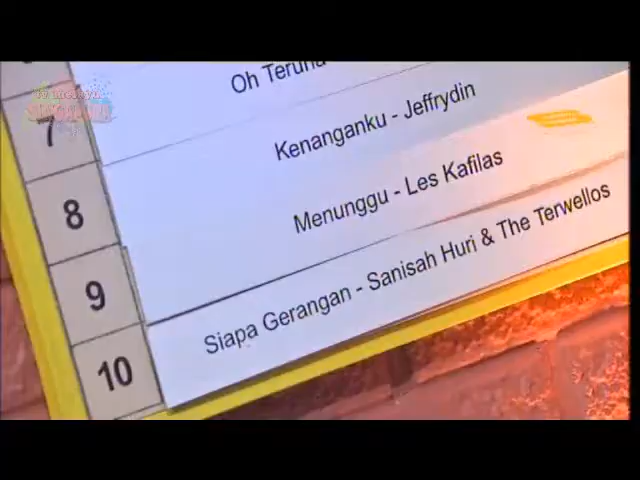 Oh Teruna
7
Kenanganku - Jeffrydin
8
Menunggu - Les Kafilas
9
Siapa Gerangan - Sanisah Huri & The Terwellos
10